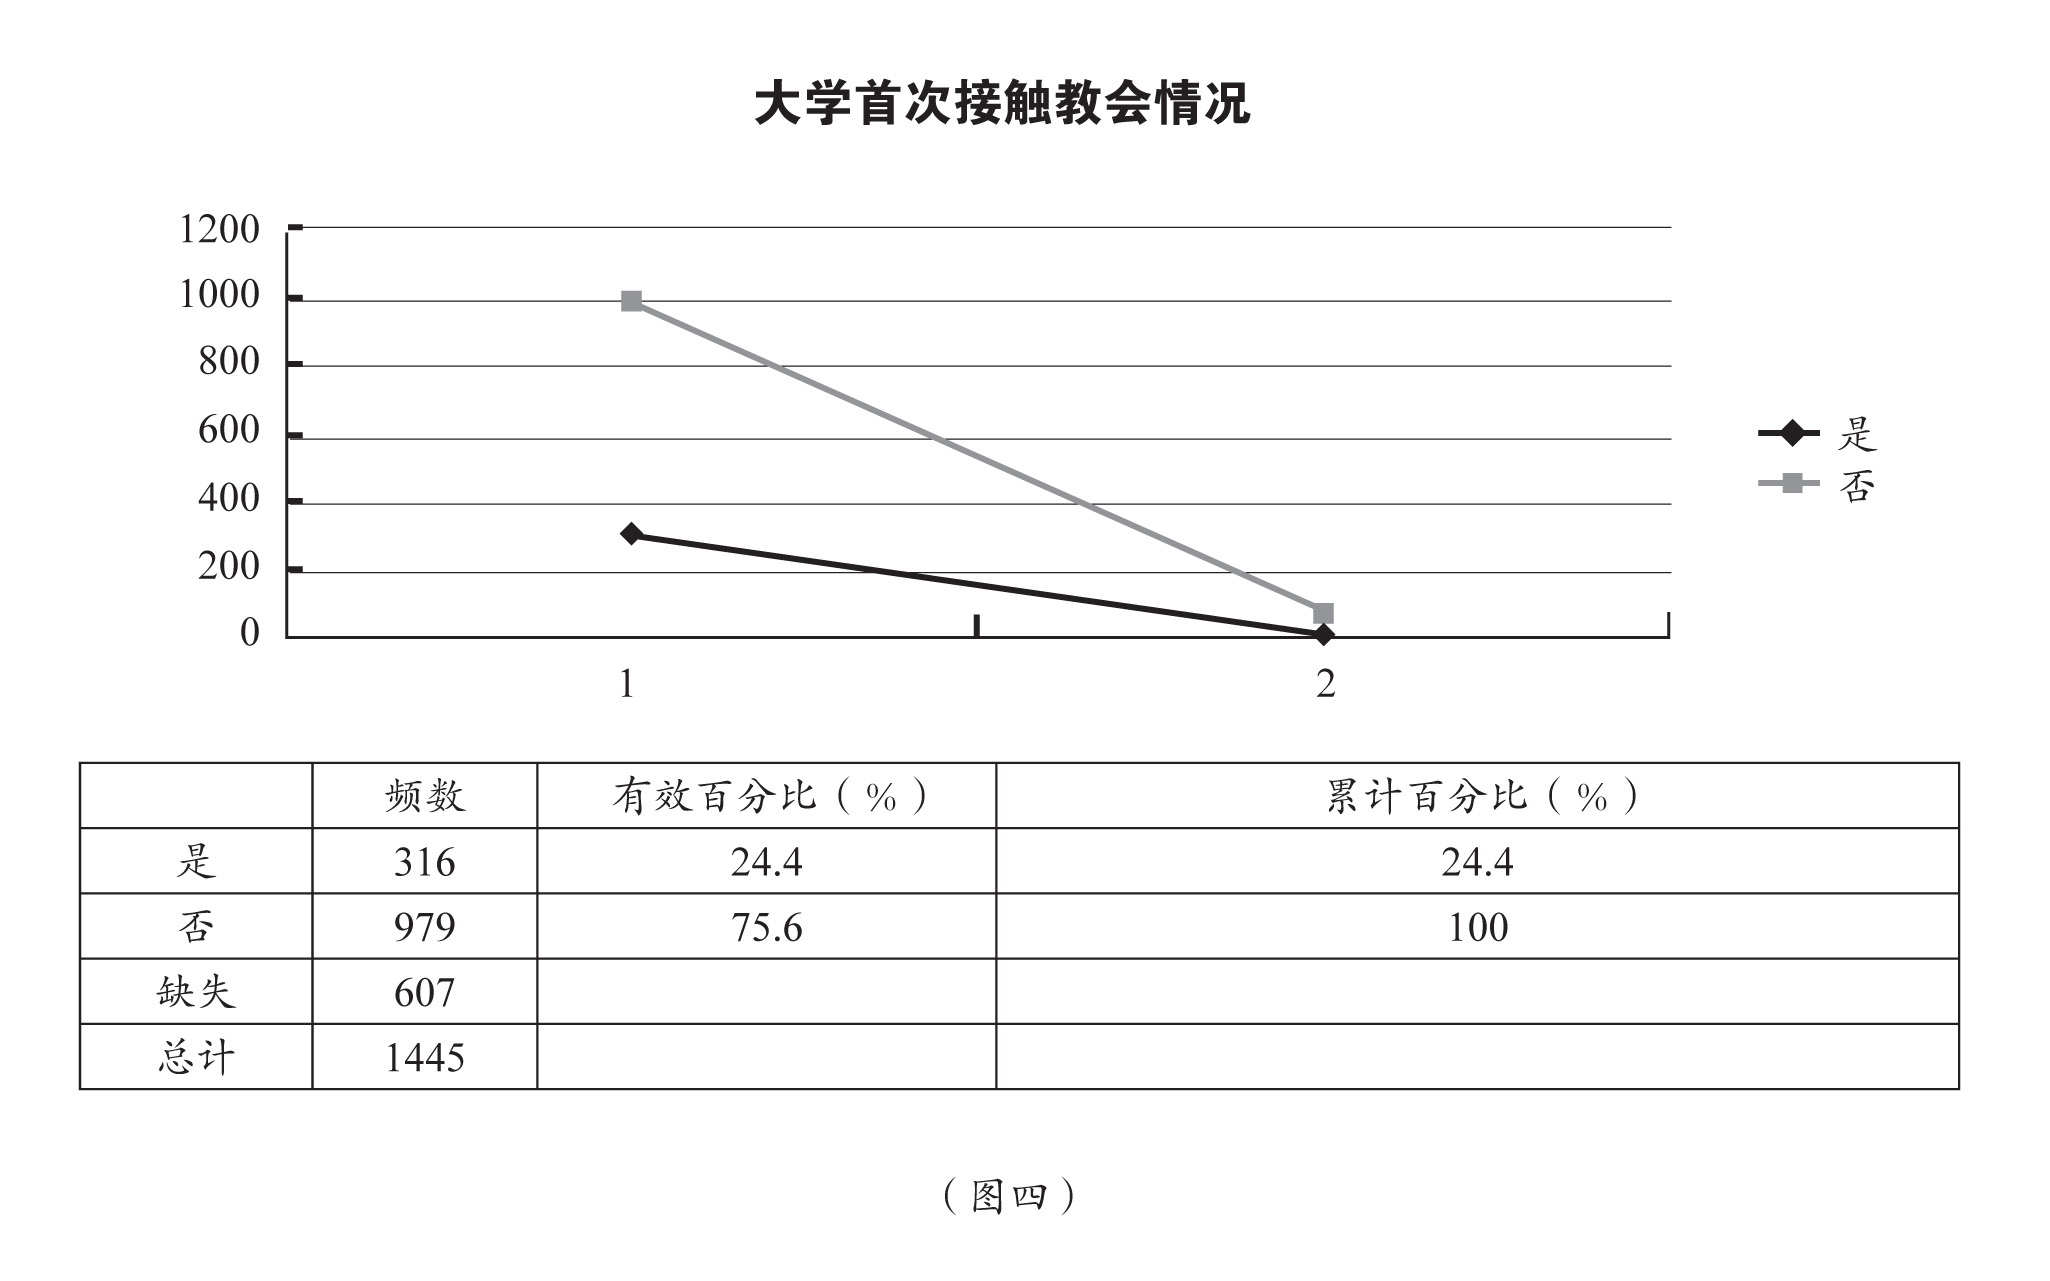 大学首次接触教会情况
1200
1000
800
600
400
200
0
1 2
是
否
频数 有效百分比（%） 累计百分比（%）
是 316 24.4 24.4
否 979 75.6 100
缺失 607
总计 1445
（图四）